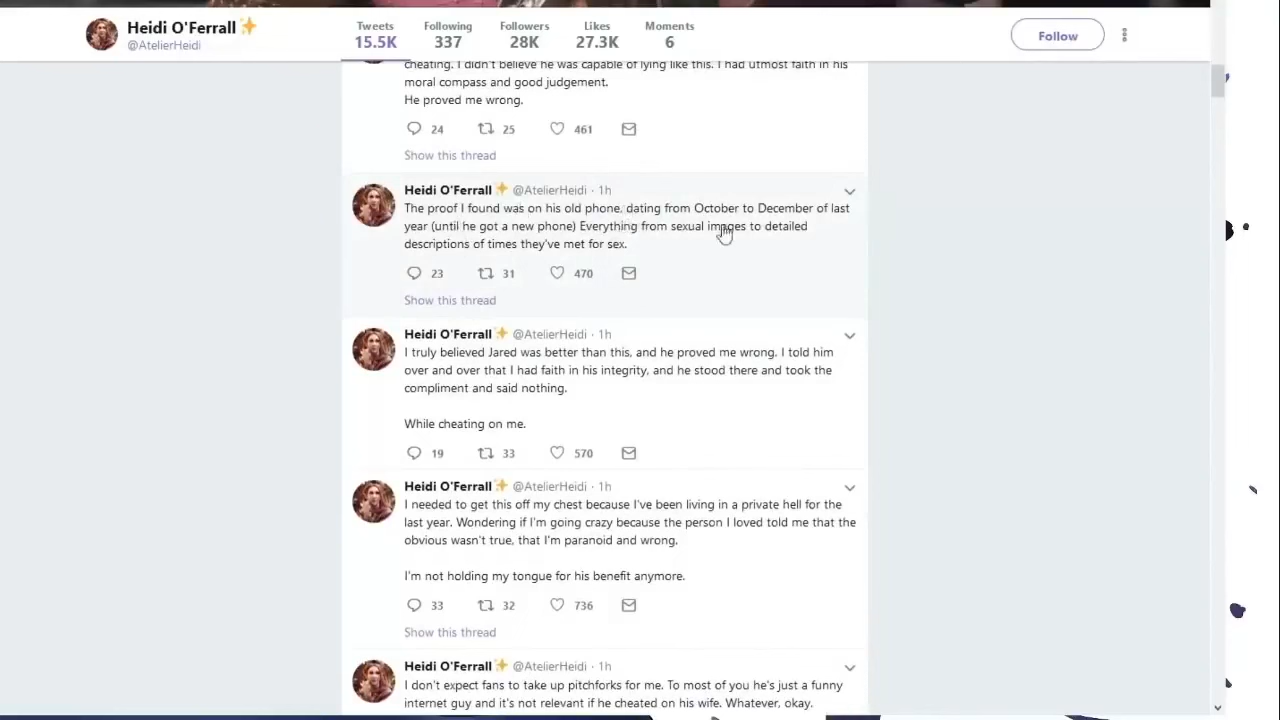 Heidi O'Ferrall✨
@AtelierHeidi
Tweets
15.5K
Following
337
Followers
28K
Likes
27.3K
Moments
6
Follow
cheating. I didn't believe he was capable of lying like this. I had utmost faith in his
moral compass and good judgement.
He proved me wrong.
24 25 461
Show this thread
Heidi O'Ferrall✨ @AtelierHeidi · 1h
The proof I found was on his old phone, dating from October to December of last
year (until he got a new phone) Everything from sexual images to detailed
descriptions of times they've met for sex.
23 31 470
Show this thread
Heidi O'Ferrall✨ @AtelierHeidi · 1h
I truly believed Jared was better than this, and he proved me wrong. I told him
over and over that I had faith in his integrity, and he stood there and took the
compliment and said nothing.
While cheating on me.
19 33 570
Heidi O'Ferrall✨ @AtelierHeidi · 1h
I needed to get this off my chest because I've been living in a private hell for the
last year. Wondering if I'm going crazy because the person I loved told me that the
obvious wasn't true, that I'm paranoid and wrong.
I'm not holding my tongue for his benefit anymore.
33 32 736
Show this thread
Heidi O'Ferrall✨ @AtelierHeidi · 1h
I don't expect fans to take up pitchforks for me. To most of you he's just a funny
internet guy and it's not relevant if he cheated on his wife. Whatever, okay.